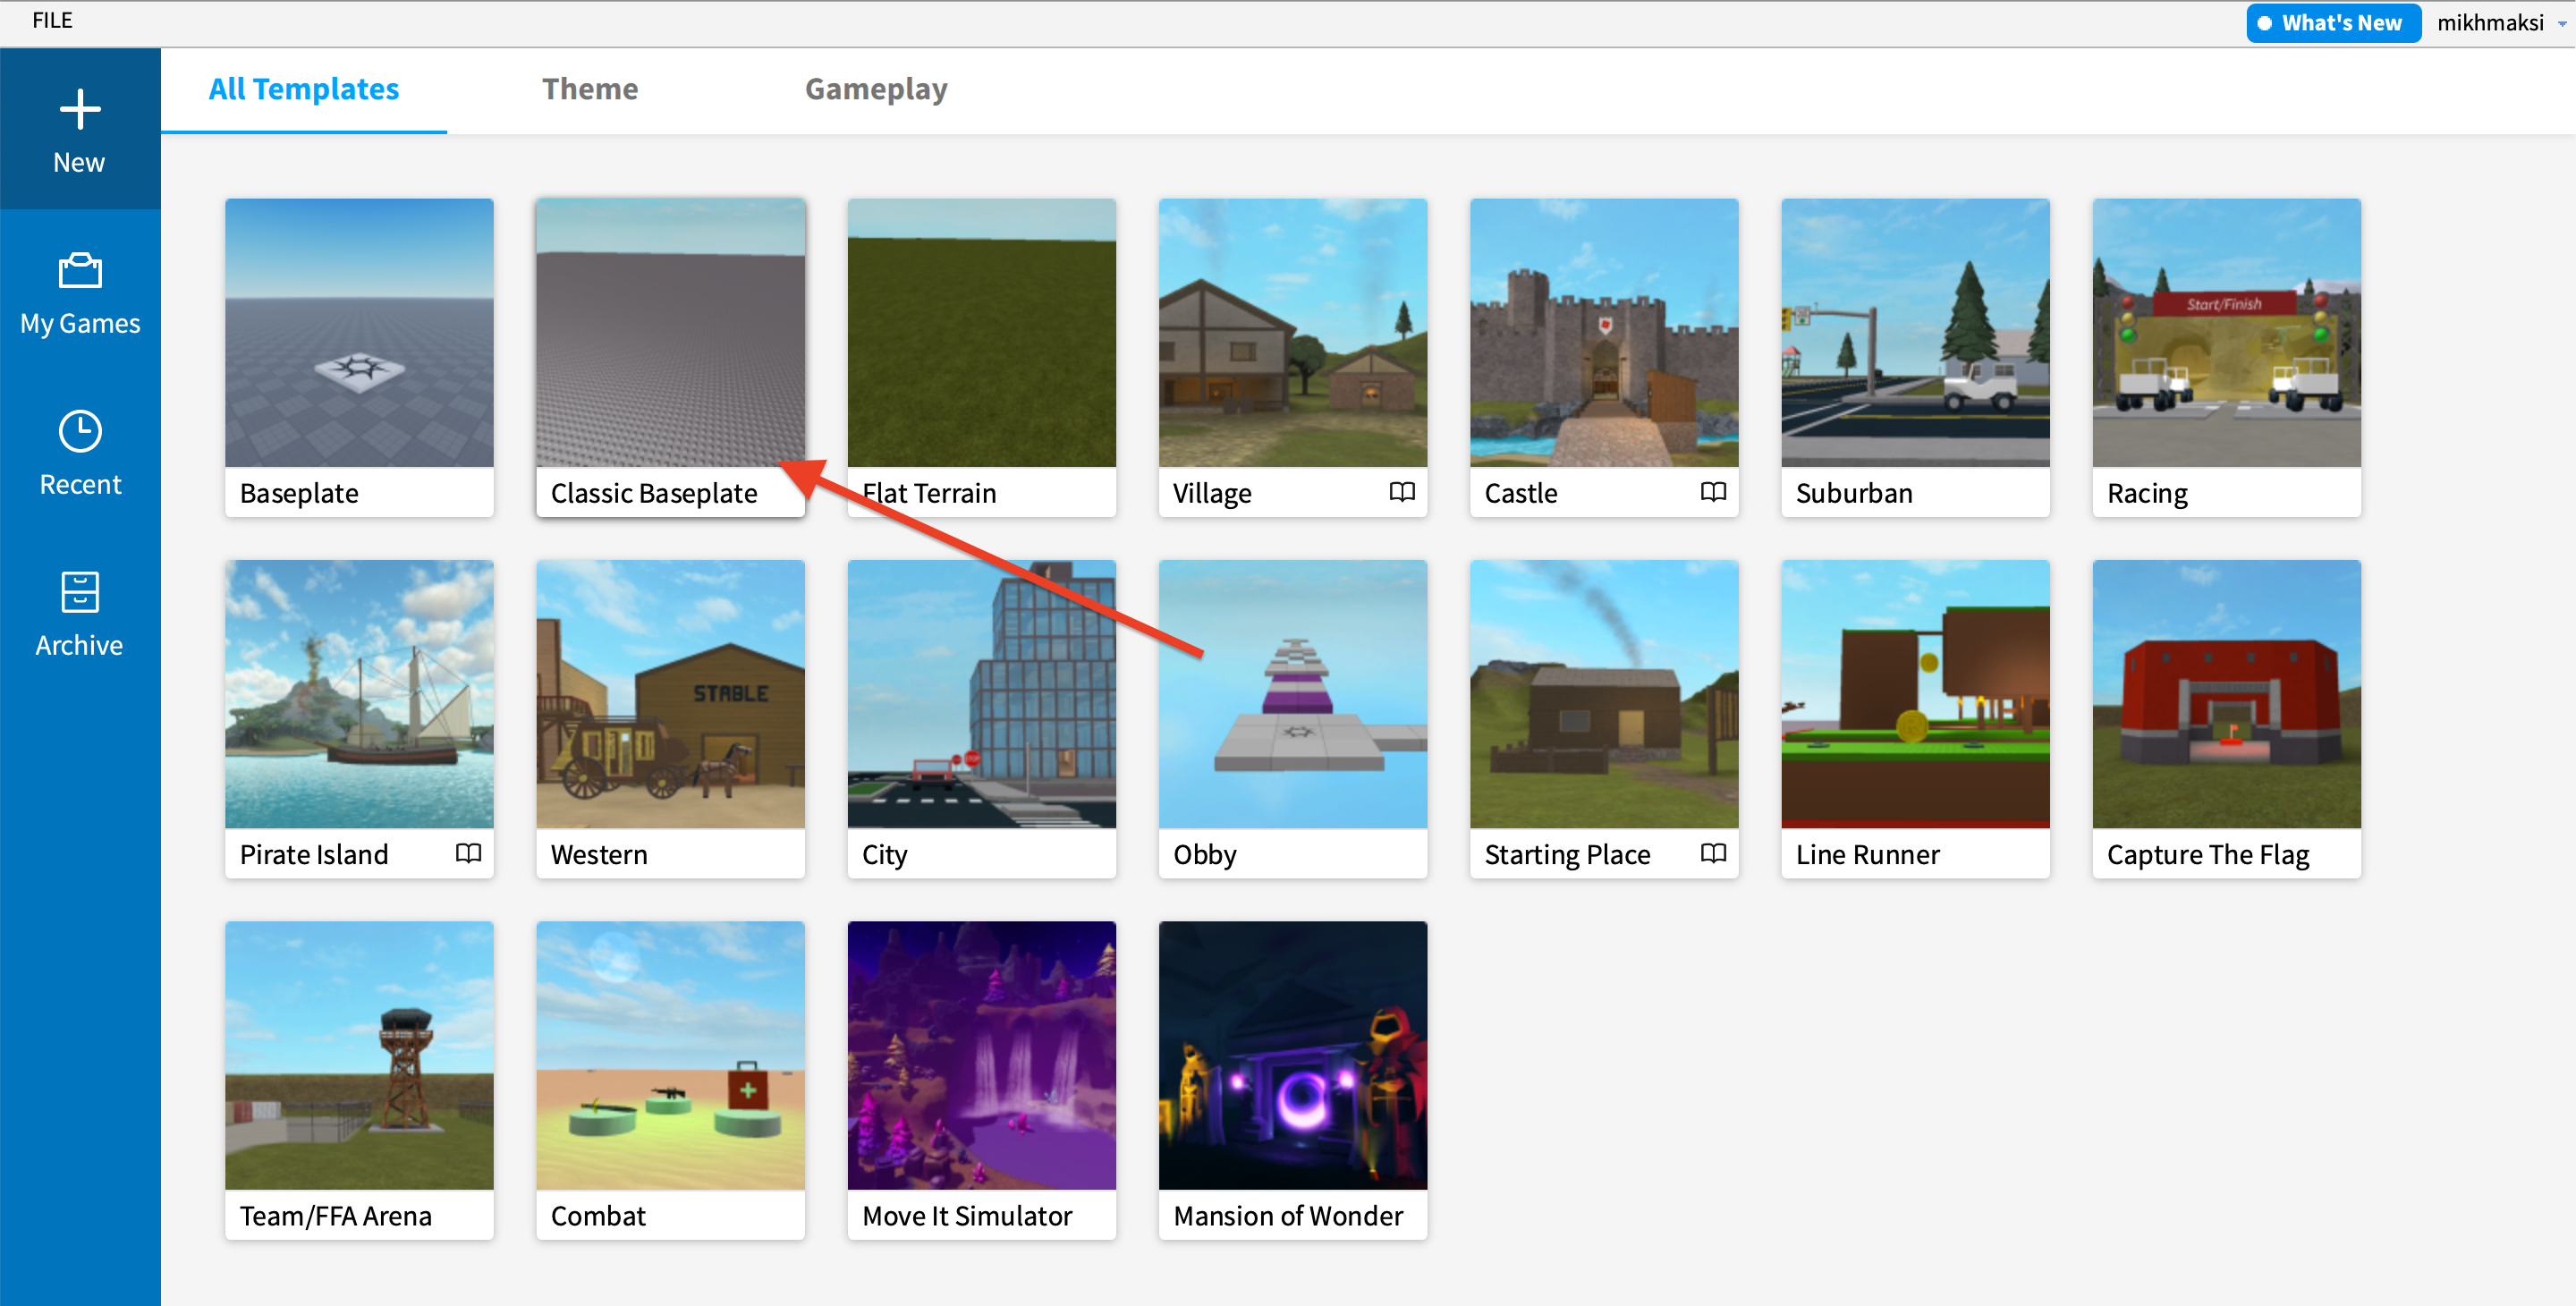 FILE
What's New
mikhmaksi
New
My Games
Recent
Archive
All Templates
Theme
Gameplay
Start/Finish
Baseplate
Classic Baseplate
Flat Terrain
Village
Castle
Suburban
Racing
STABLE
STOP
Pirate Island
Western
City
Obby
Starting Place
Line Runner
Capture The Flag
Team/FFA Arena
Combat
Move It Simulator
Mansion of Wonder